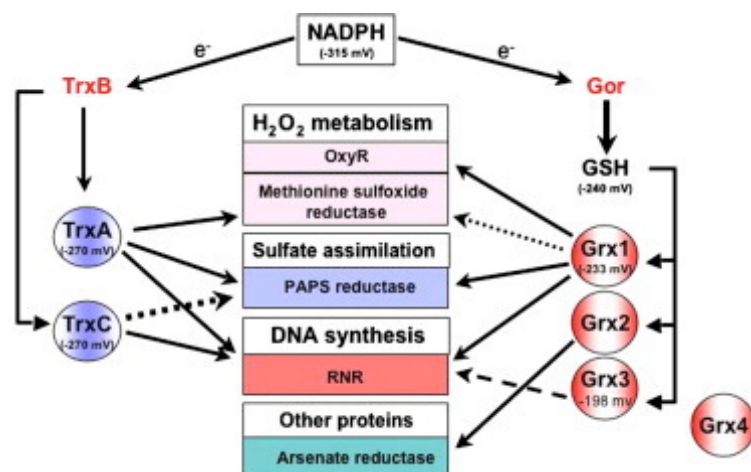 NADPH
(-315 mV)
e-
e-
TrxB
Gor
H2O2 metabolism
OxyR
GSH
(-240 mV)
Methionine sulfoxide
reductase
TrxA
(-270 mV)
Sulfate assimilation
Grx1
(-233 mV)
PAPS reductase
TrxC
(-270 mV)
Grx2
DNA synthesis
RNR
Grx3
-198 mv
Grx4
Other proteins
Arsenate reductase